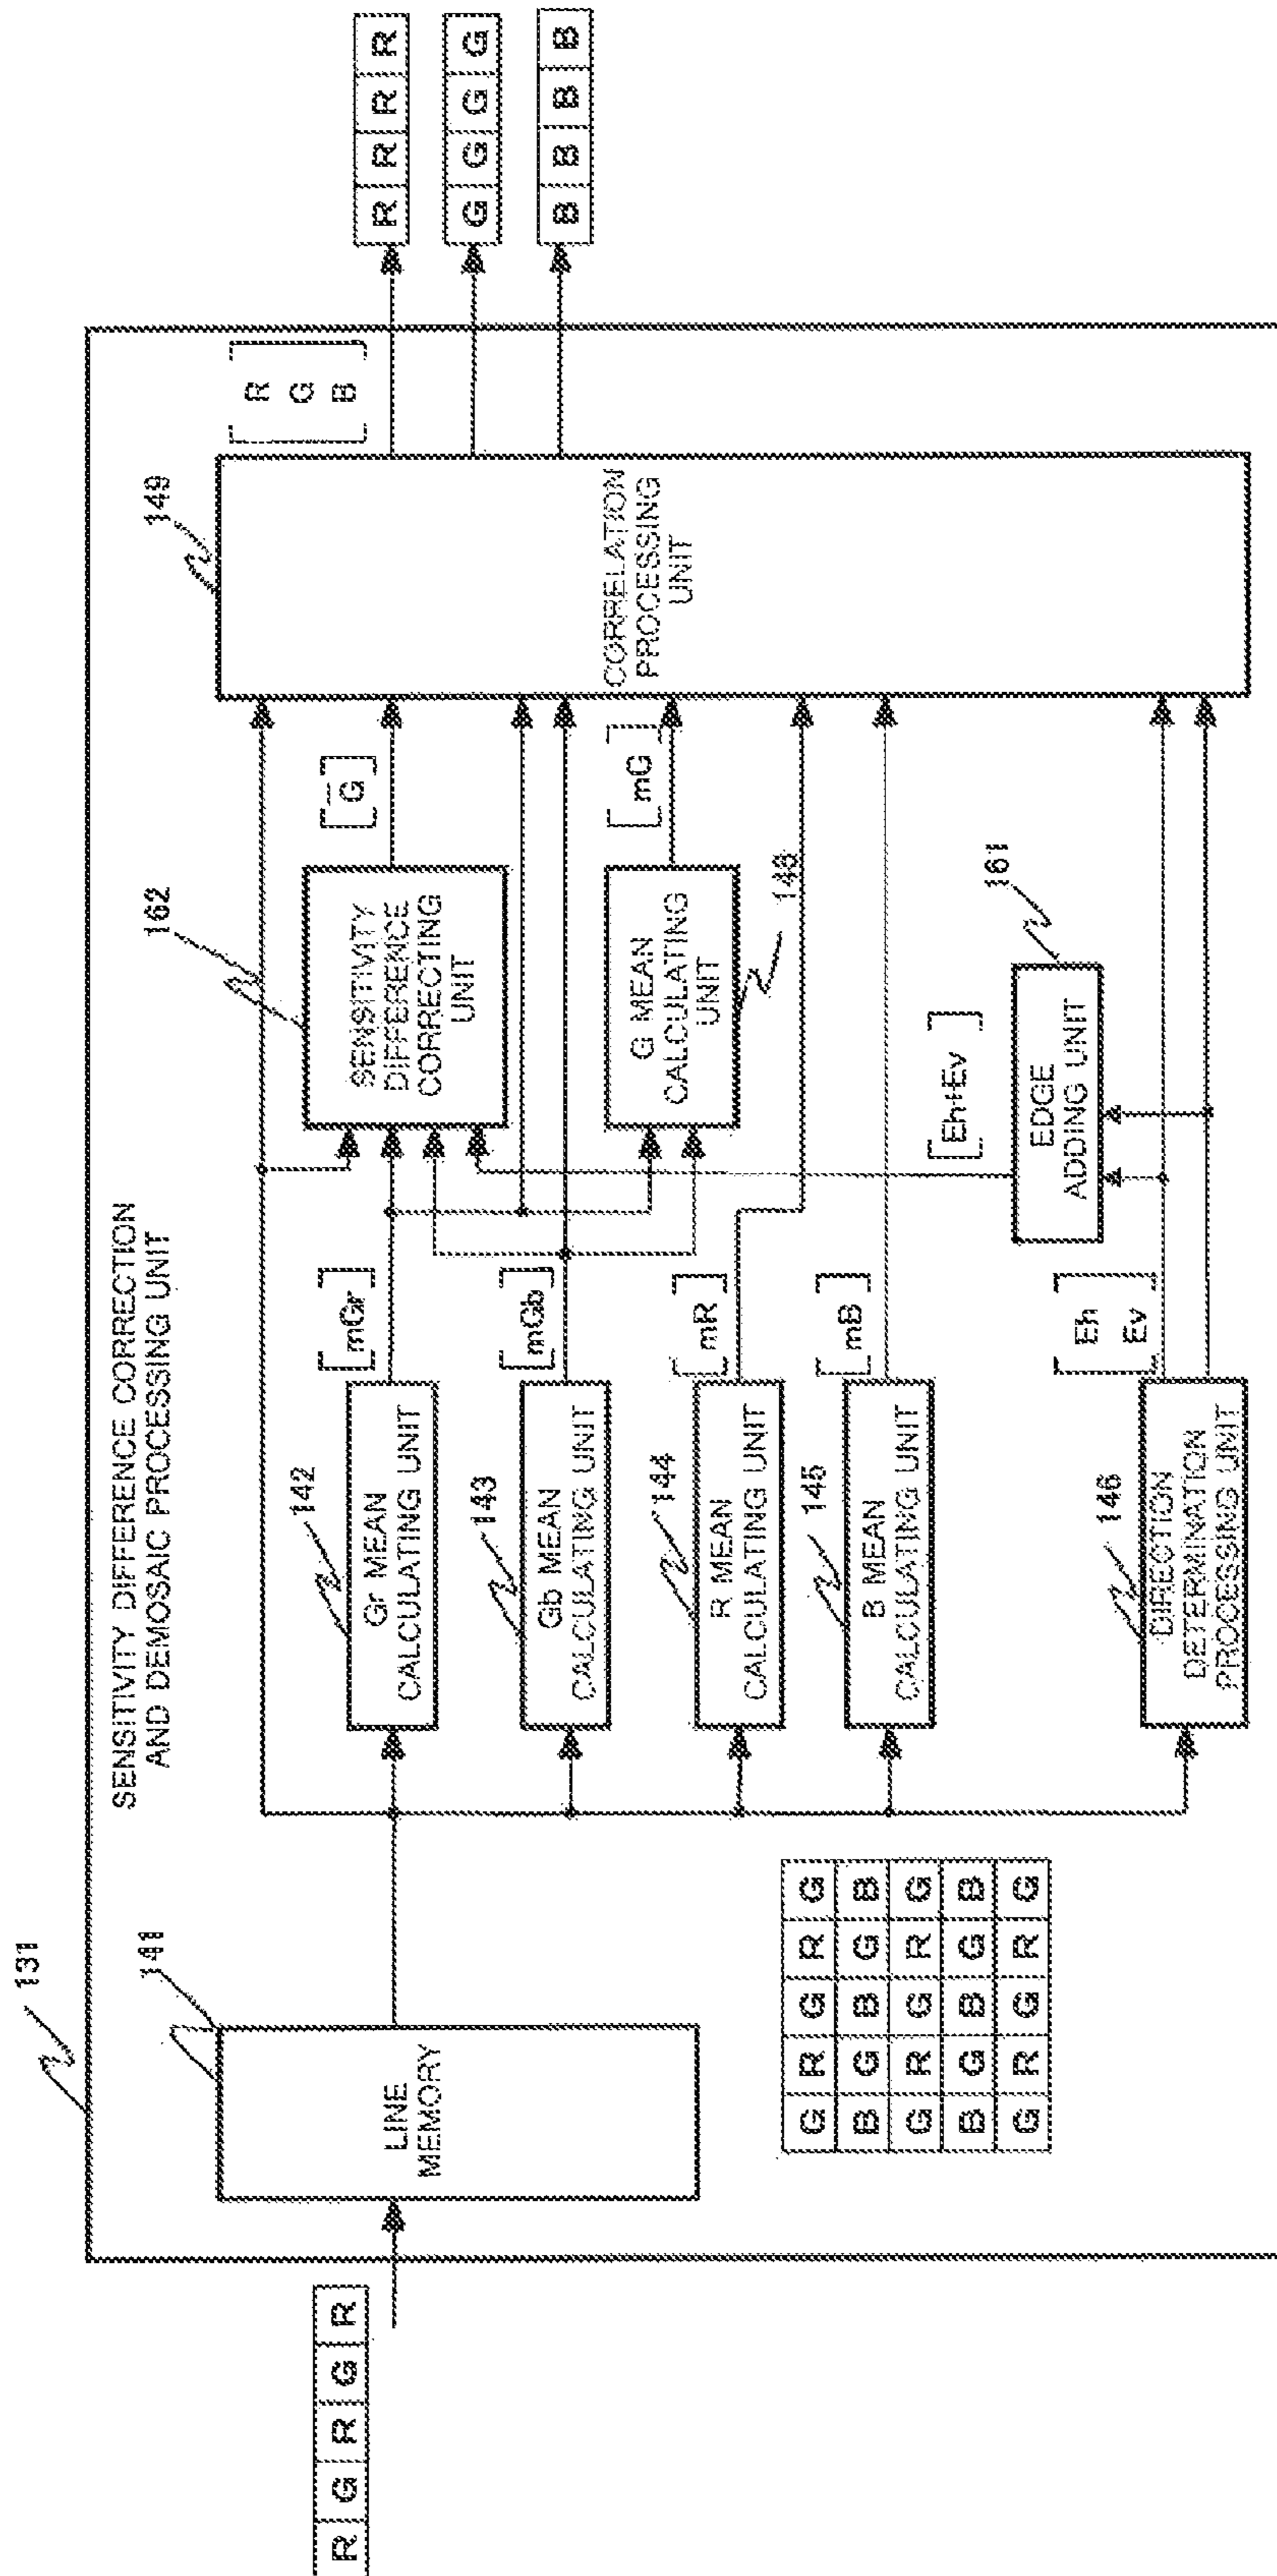 SENSITIVITY DIFFERENCE CORRECTION
AND DEMOSAIC PROCESSING UNIT
131
R G R G R
141
LINE
MEMORY
G R G R G
B G B G B
G R G R G
B G B G B
G R G R G
142
Gr MEAN
CALCULATING UNIT
[mGr]
143
Gb MEAN
CALCULATING UNIT
[mGb]
144
R MEAN
CALCULATING UNIT
[mR]
145
B MEAN
CALCULATING UNIT
[mB]
146
DIRECTION
DETERMINATION
PROCESSING UNIT
Eh
Ev
162
SENSITIVITY
DIFFERENCE
CORRECTING
UNIT
[G̅]
G MEAN
CALCULATING
UNIT
[mG]
148
161
EDGE
ADDING UNIT
[Eh+Ev]
149
CORRELATION
PROCESSING
UNIT
R
G
B
R R R R
G G G G
B B B B